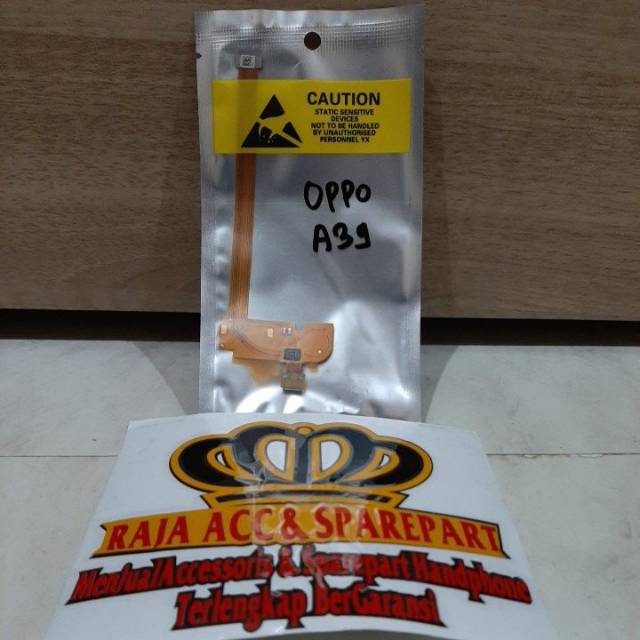 CAUTION
STATIC SENSITIVE
DEVICES
NOT TO BE HANDLED
BY UNAUTHORISED
PERSONNEL YX
OPPO
A39
RAJA ACC & SPAREPART
Menjual Accessoris & Sparepart Handphone
Terlengkap BerGaransi